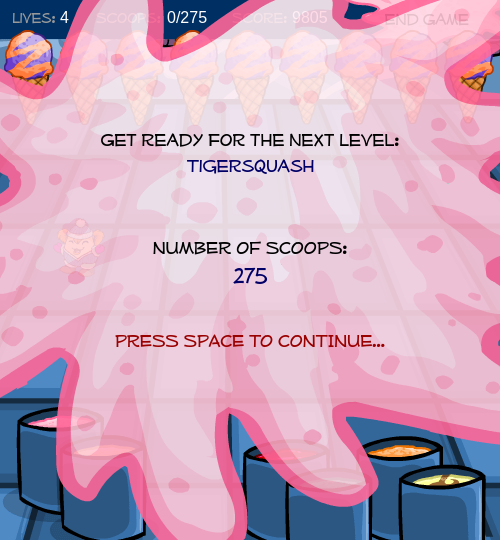 LIVES: 4 SCOOPS: 0/275 SCORE: 9805 END GAME
GET READY FOR THE NEXT LEVEL:
TIGERSQUASH
NUMBER OF SCOOPS:
275
PRESS SPACE TO CONTINUE...